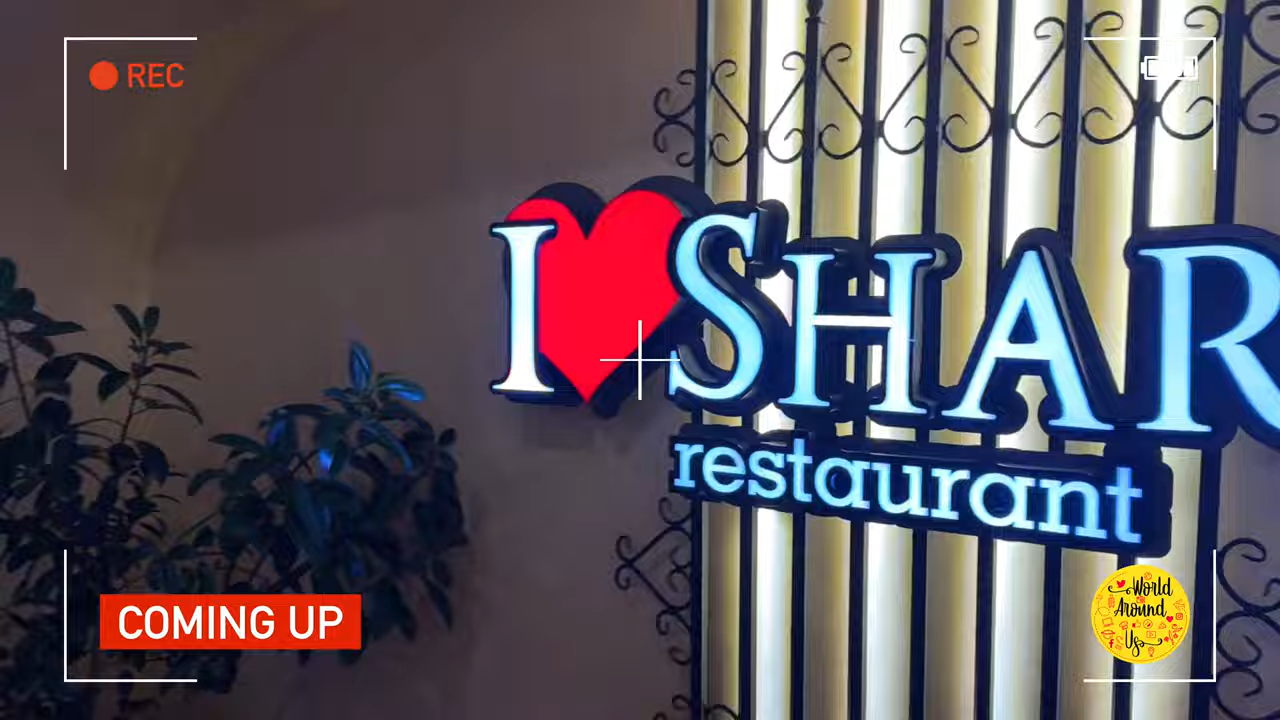 REC
I SHAR
restaurant
COMING UP
World
Around
Us